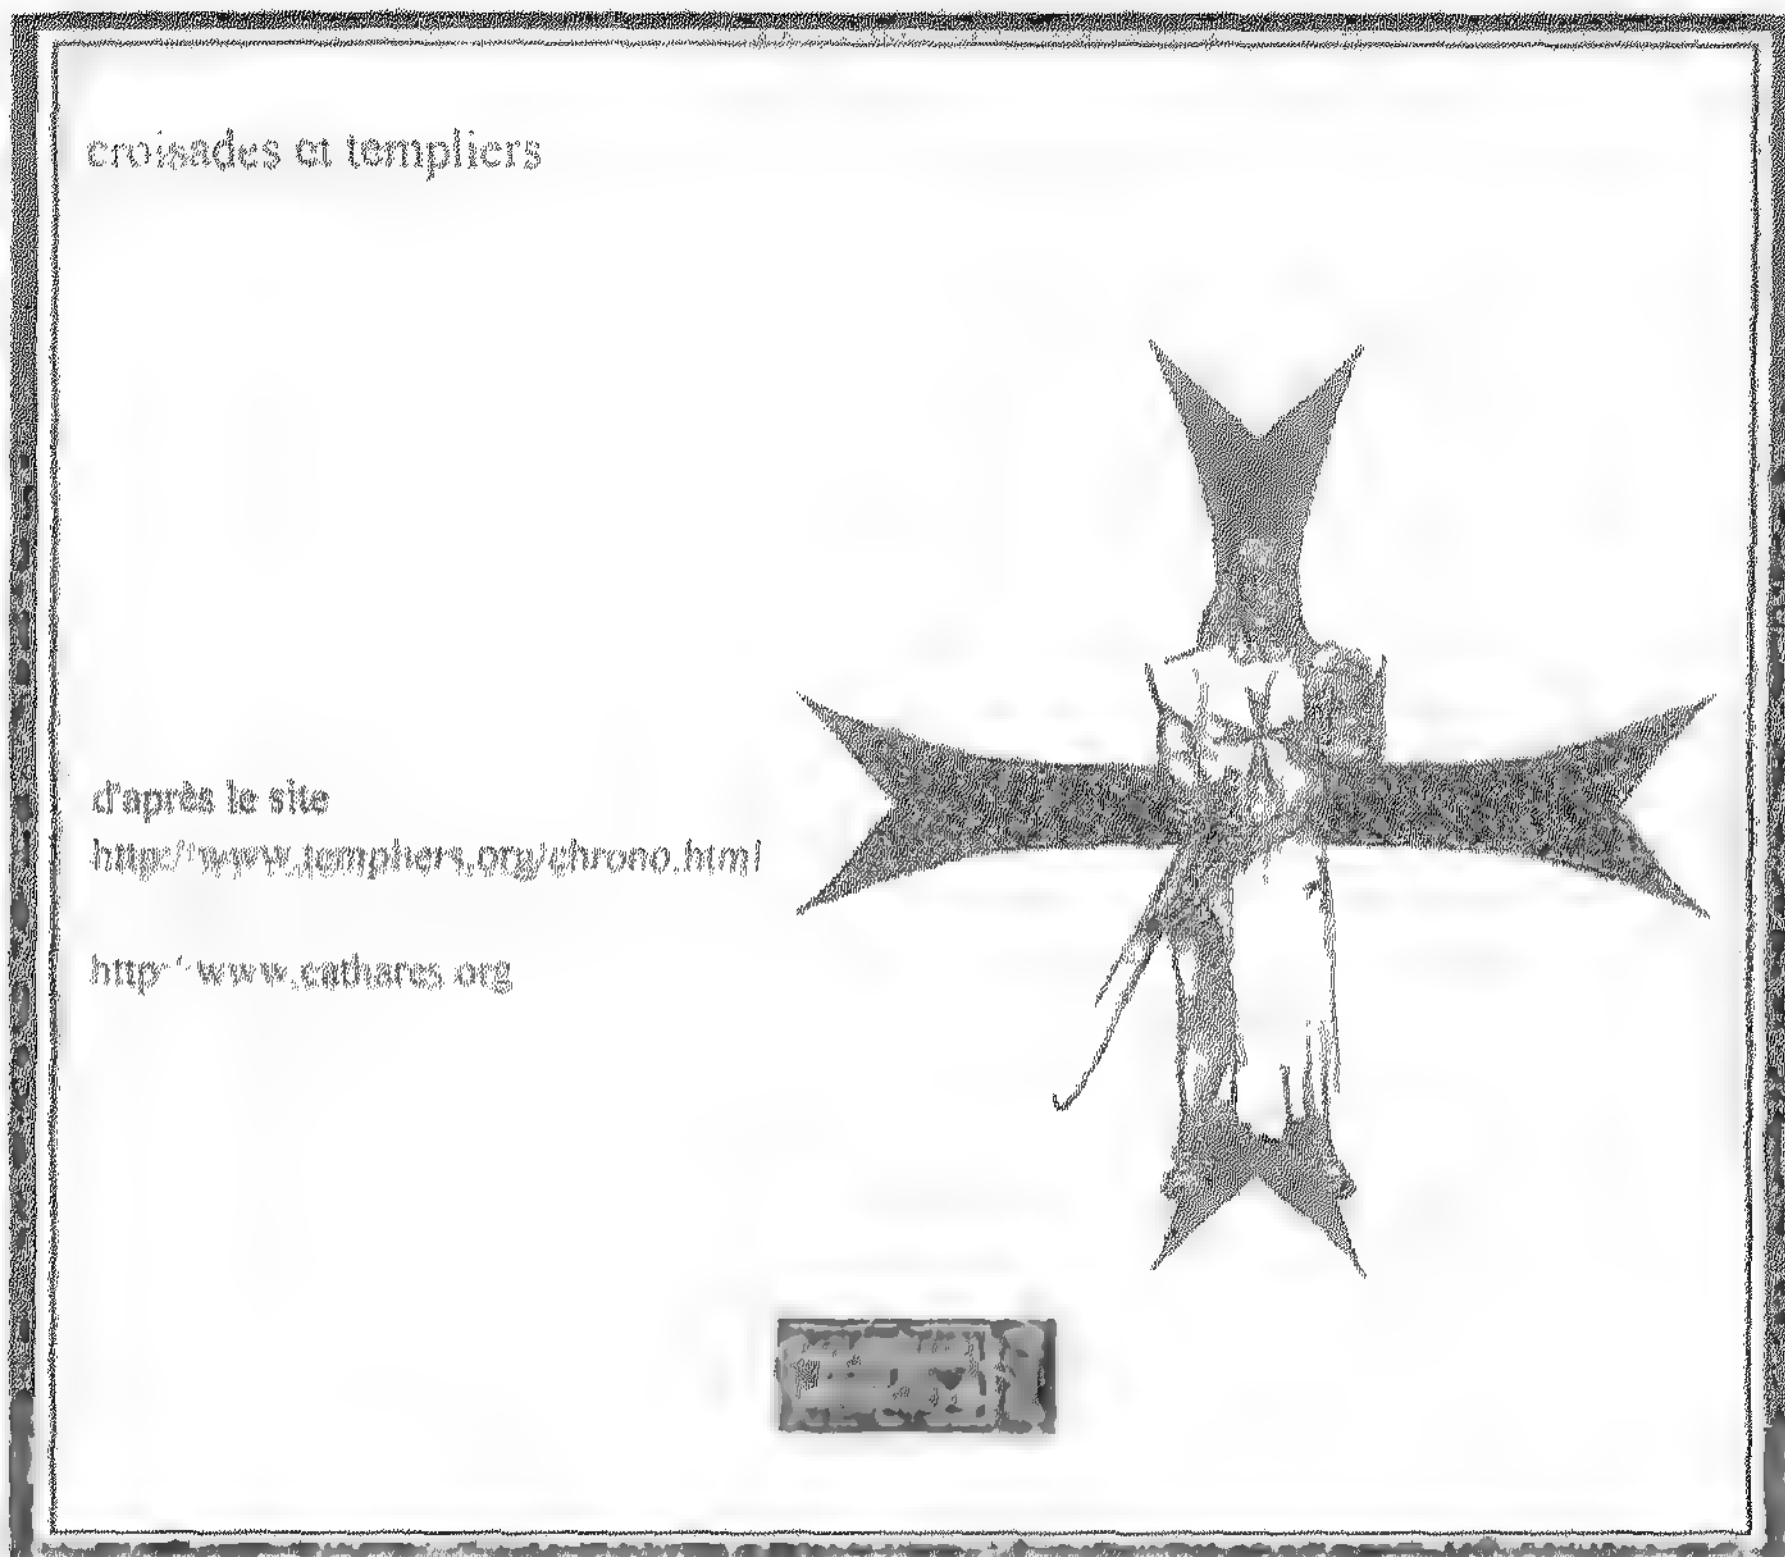 croisades et templiers
d'après le site
http://www.templiers.org/chrono.html
http://www.cathares.org